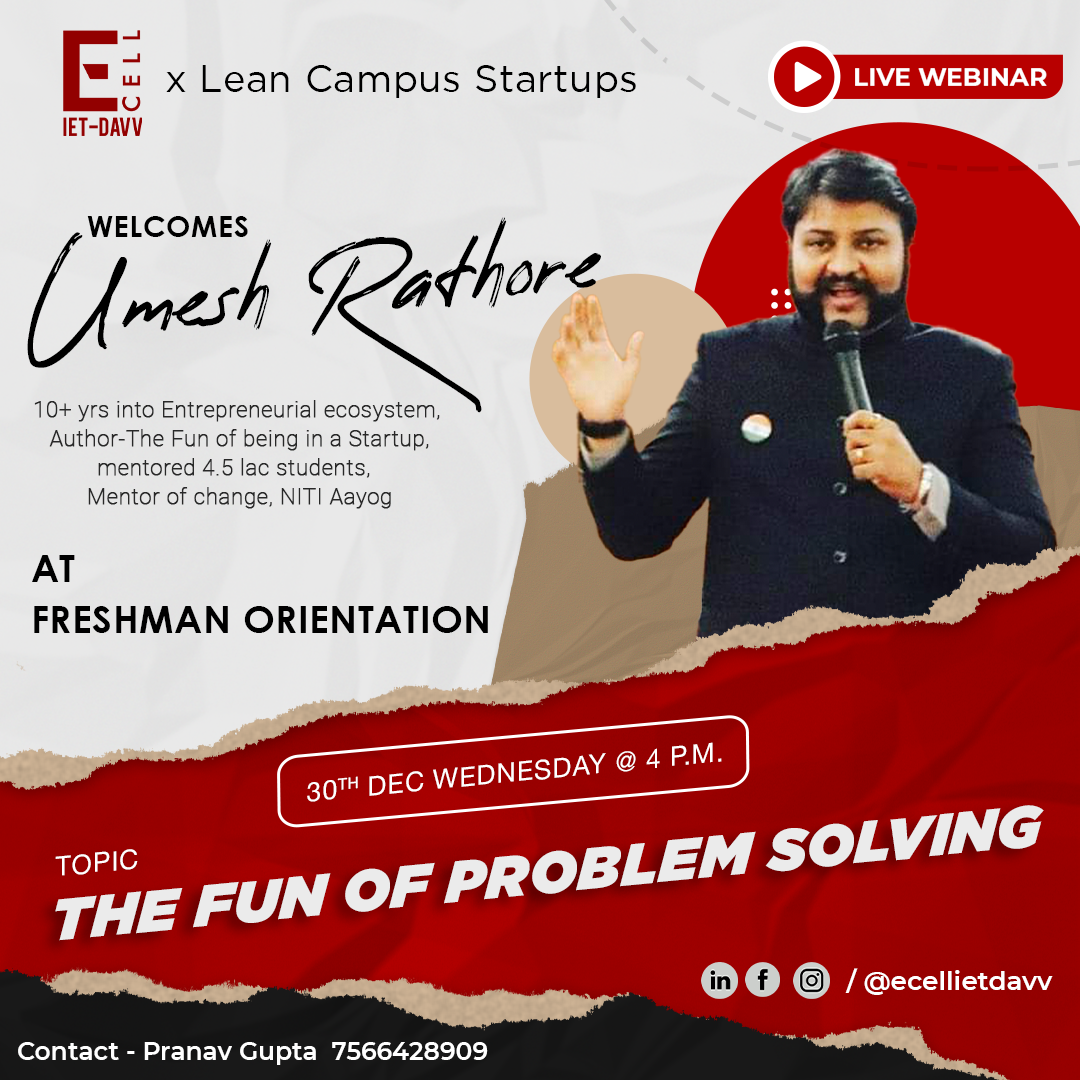 E CELL
IET-DAVV
x Lean Campus Startups
LIVE WEBINAR
WELCOMES
Umesh Rathore
10+ yrs into Entrepreneurial ecosystem,
Author-The Fun of being in a Startup,
mentored 4.5 lac students,
Mentor of change, NITI Aayog
AT
FRESHMAN ORIENTATION
30TH DEC WEDNESDAY @ 4 P.M.
TOPIC
THE FUN OF PROBLEM SOLVING
in f / @ecellietdavv
Contact - Pranav Gupta 7566428909